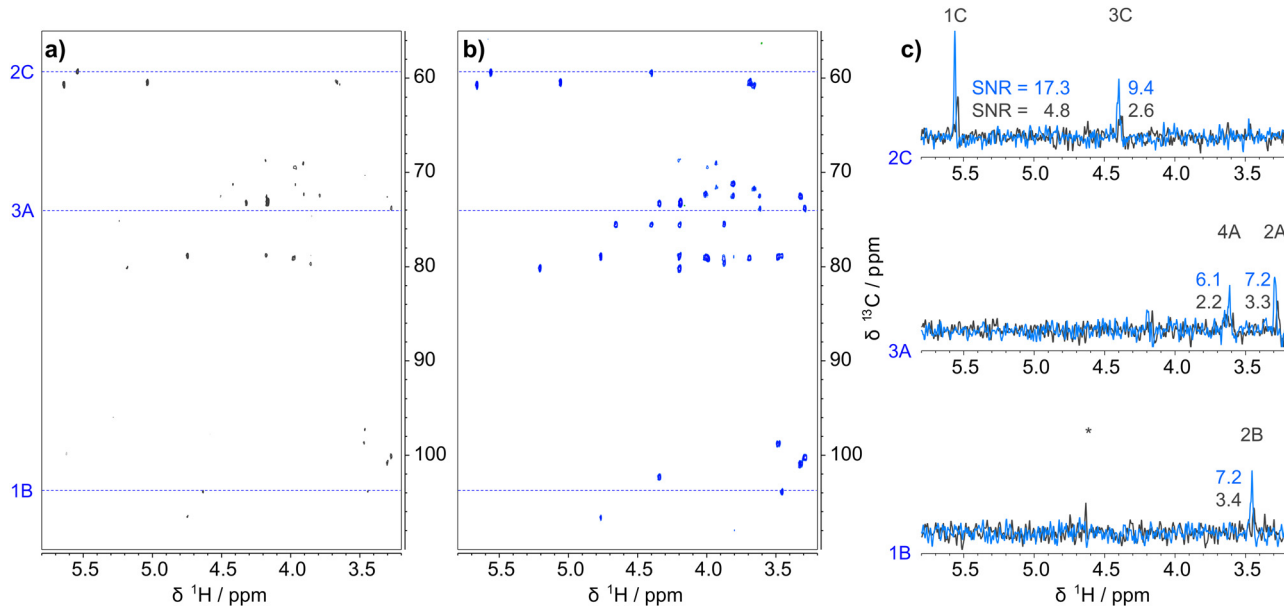 a)
2C
3A
1B
60
70
80
90
100
5.5 5.0 4.5 4.0 3.5
δ ¹H / ppm
b)
60
70
80
90
100
δ ¹³C / ppm
5.5 5.0 4.5 4.0 3.5
δ ¹H / ppm
c)
1C 3C
SNR = 17.3 9.4
SNR = 4.8 2.6
2C
5.5 5.0 4.5 4.0 3.5
4A 2A
6.1 7.2
2.2 3.3
3A
5.5 5.0 4.5 4.0 3.5
* 2B
7.2
3.4
1B
5.5 5.0 4.5 4.0 3.5
δ ¹H / ppm